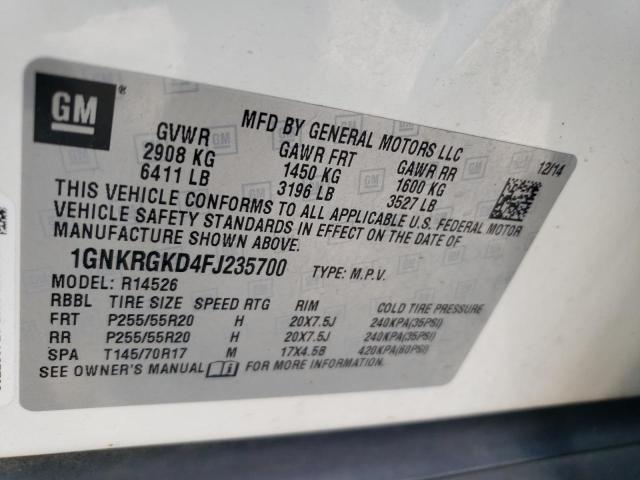 GM®
MFD BY GENERAL MOTORS LLC
12/14
GVWR GAWR FRT GAWR RR
2908 KG 1450 KG 1600 KG
6411 LB 3196 LB 3527 LB
THIS VEHICLE CONFORMS TO ALL APPLICABLE U.S. FEDERAL MOTOR
VEHICLE SAFETY STANDARDS IN EFFECT ON THE DATE OF
MANUFACTURE SHOWN ABOVE.
1GNKRGKD4FJ235700 TYPE: M.P.V.
MODEL: R14526
RBBL TIRE SIZE SPEED RTG RIM COLD TIRE PRESSURE
FRT P255/55R20 H 20X7.5J 240KPA(35PSI)
RR P255/55R20 H 20X7.5J 240KPA(35PSI)
SPA T145/70R17 M 17X4.5B 420KPA(60PSI)
SEE OWNER'S MANUAL FOR MORE INFORMATION.